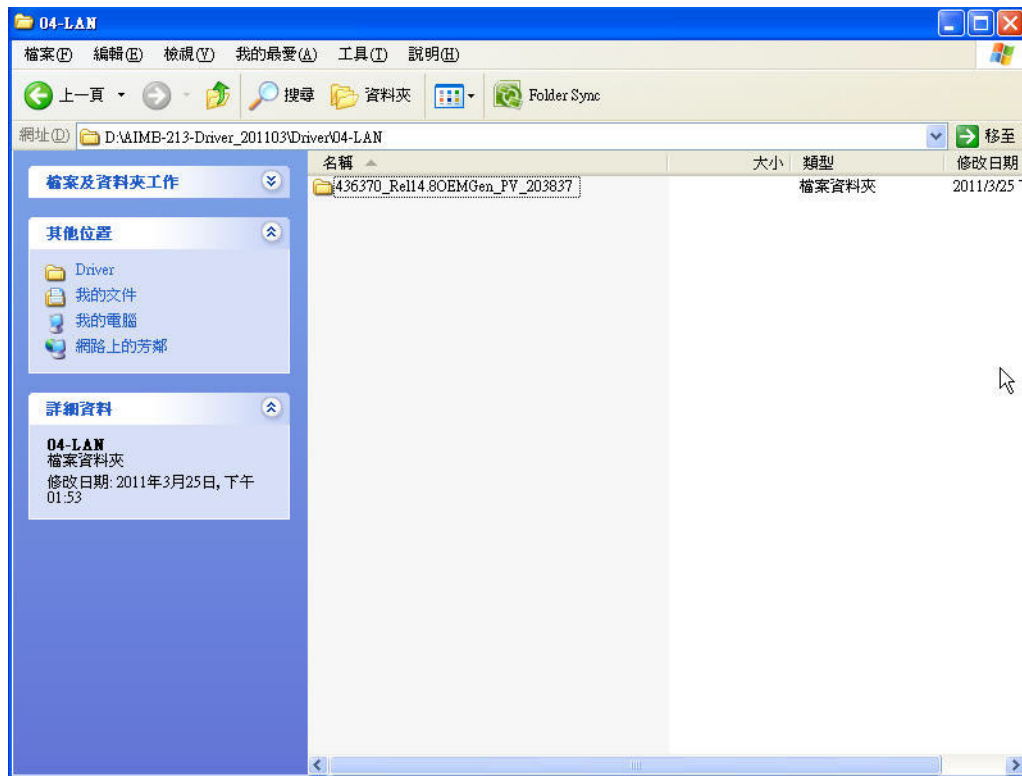 04-LAN
檔案(F) 編輯(E) 檢視(V) 我的最愛(A) 工具(T) 說明(H)
上一頁 搜尋 資料夾 Folder Sync
網址(D) D:\AIMB-213-Driver_201103\Driver\04-LAN 移至
名稱 大小 類型 修改日期
436370_Rel14.8OEMGen_PV_203837 檔案資料夾 2011/3/25
檔案及資料夾工作
其他位置
Driver
我的文件
我的電腦
網路上的芳鄰
詳細資料
04-LAN
檔案資料夾
修改日期: 2011年3月25日, 下午
01:53